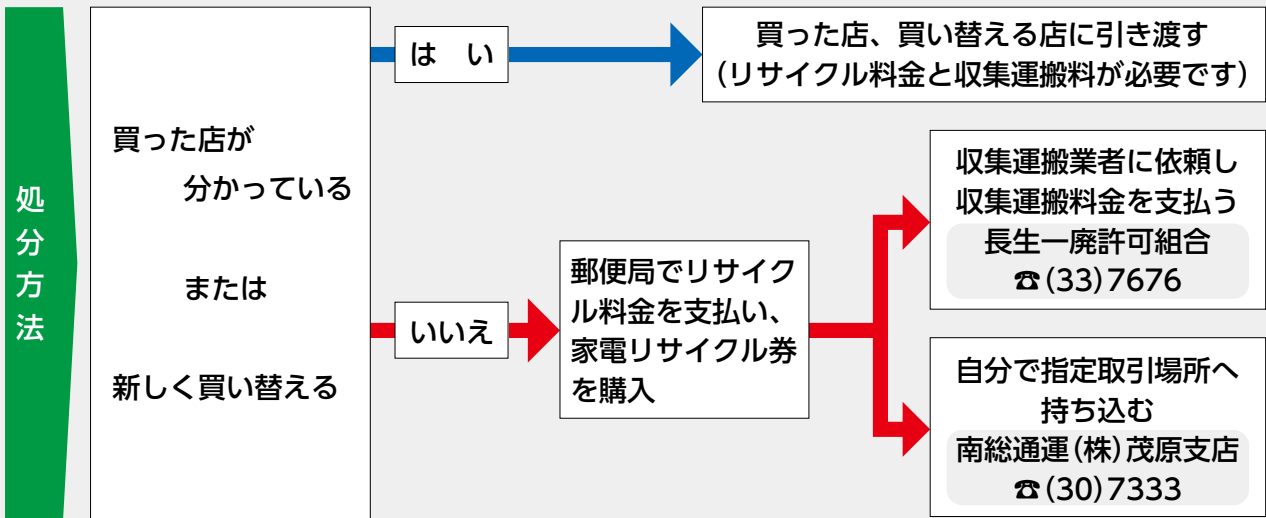 処分方法
買った店が
分かっている
または
新しく買い替える
は い
買った店、買い替える店に引き渡す
(リサイクル料金と収集運搬料が必要です)
いいえ
郵便局でリサイク
ル料金を支払い、
家電リサイクル券
を購入
収集運搬業者に依頼し
収集運搬料金を支払う
長生一廃許可組合
☎(33)7676
自分で指定取引場所へ
持ち込む
南総通運(株)茂原支店
☎(30)7333